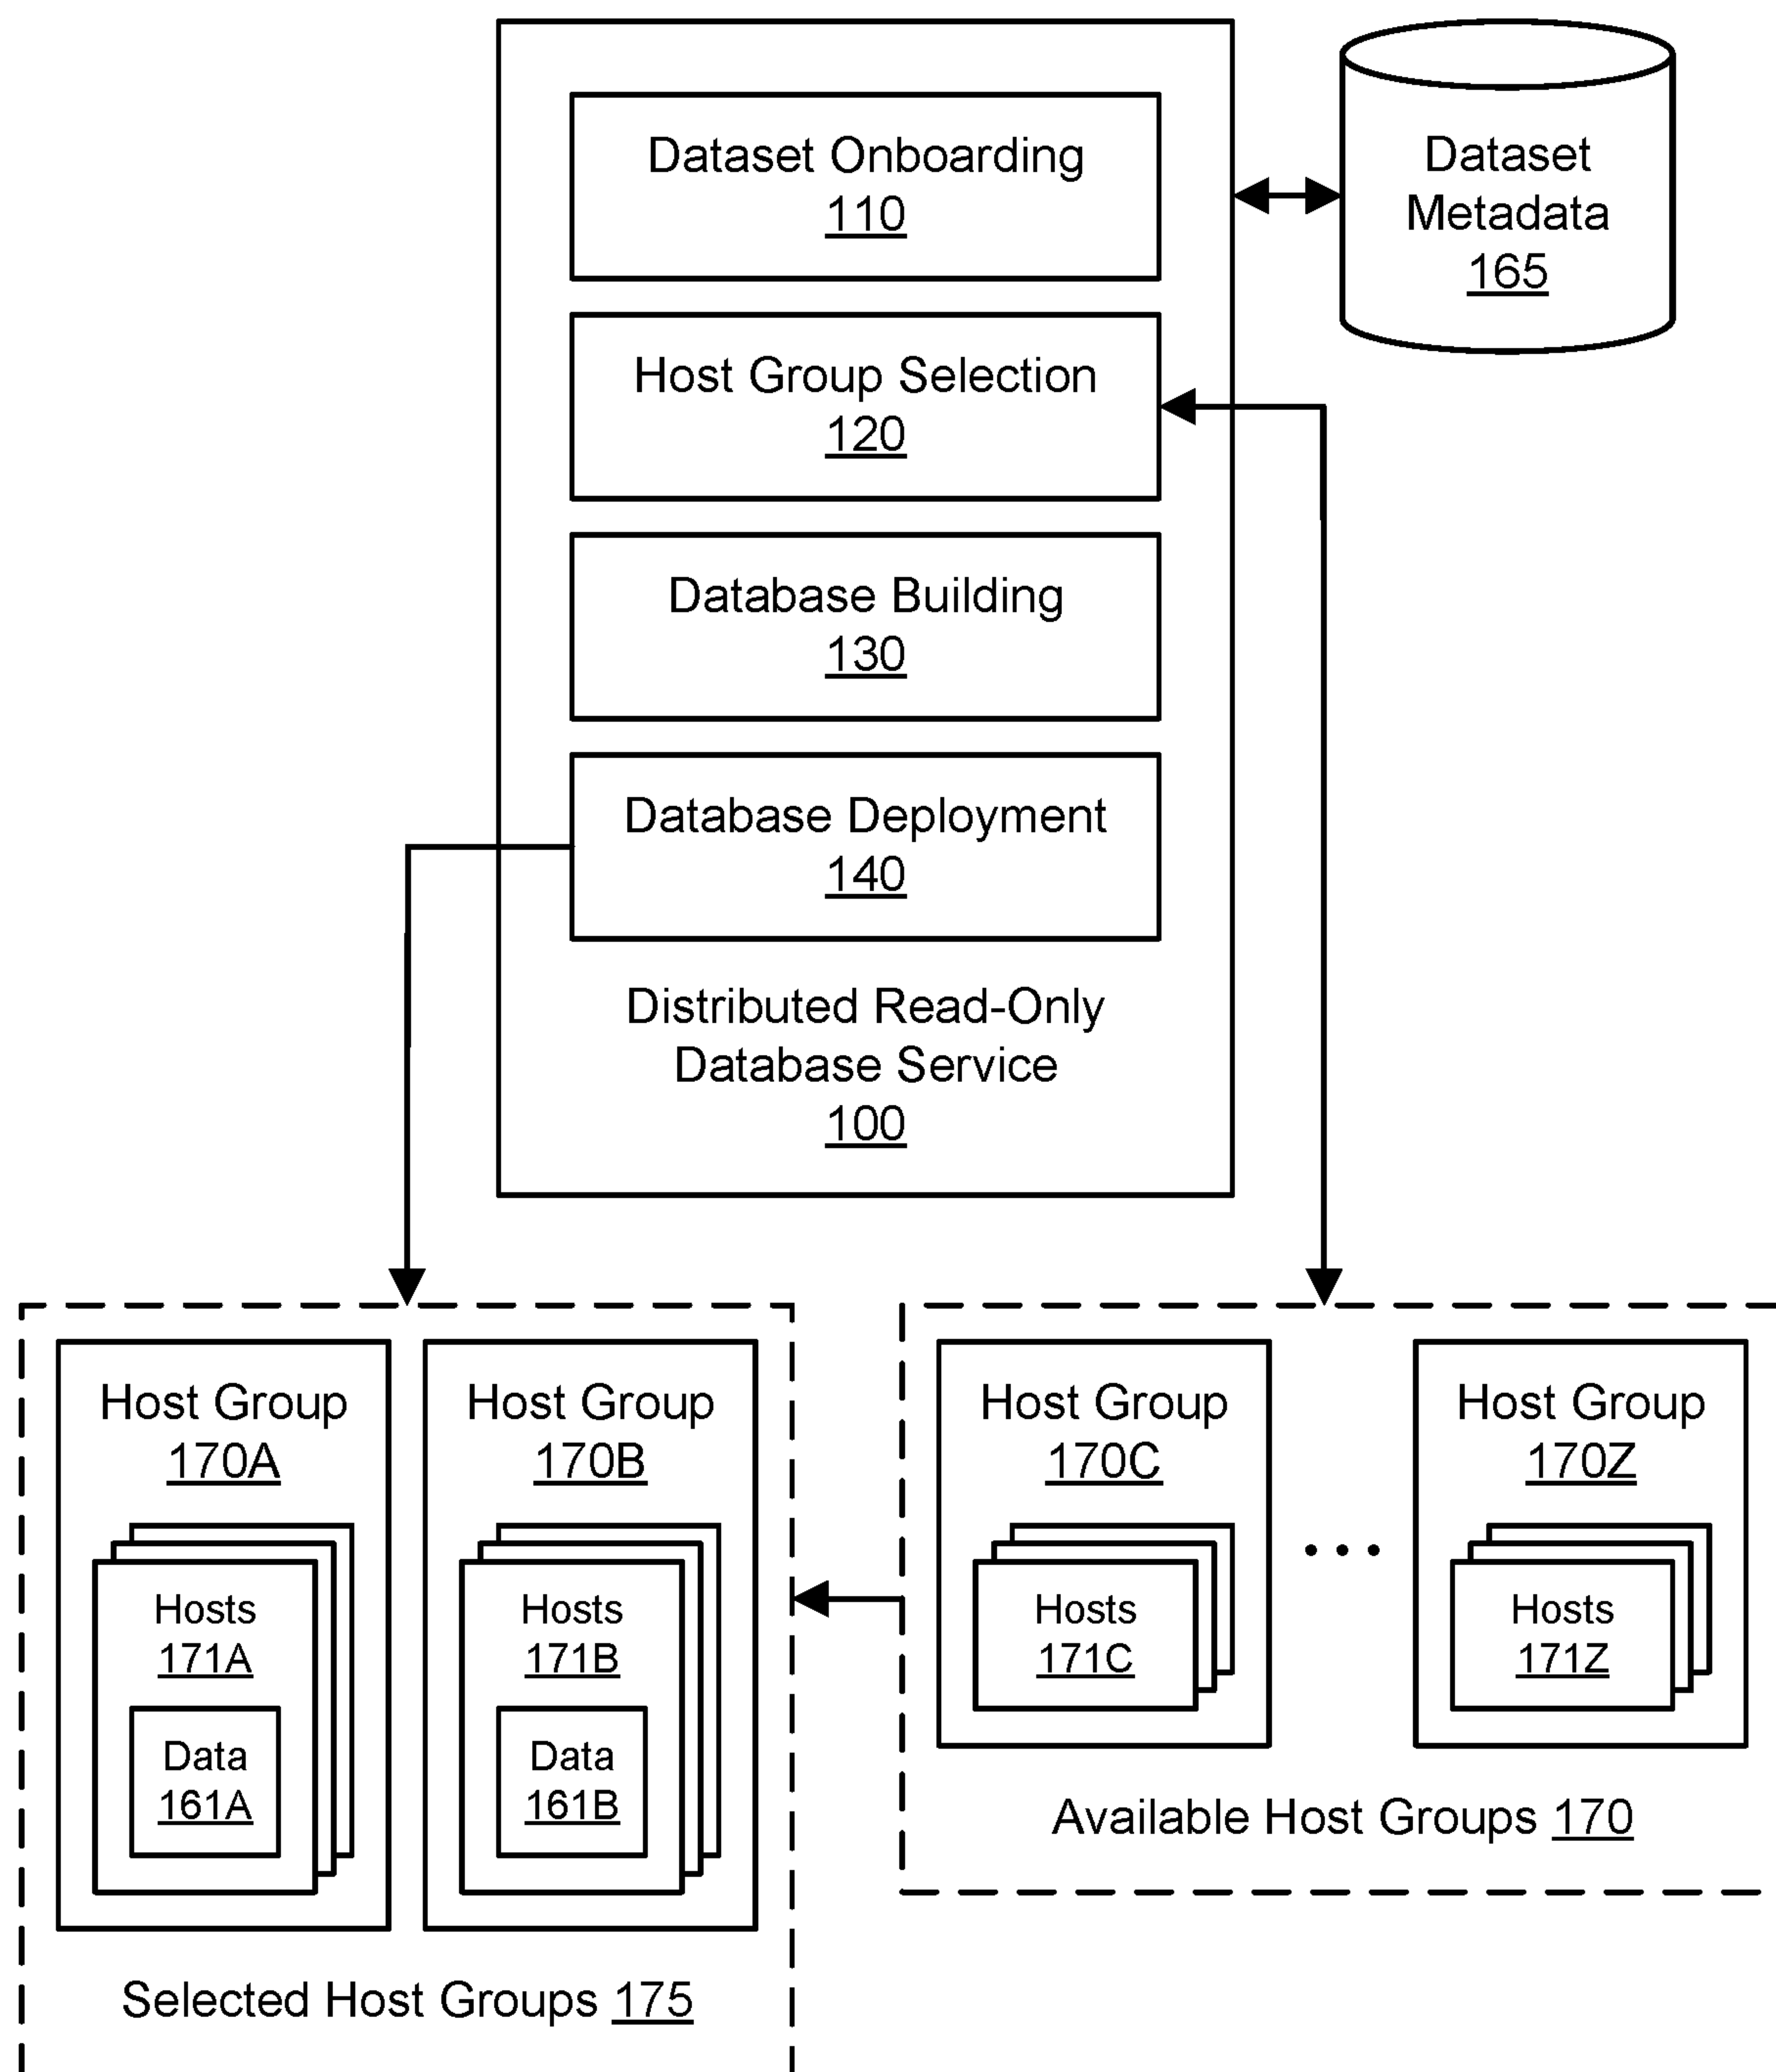 Dataset Onboarding
110
Dataset
Metadata
165
Host Group Selection
120
Database Building
130
Database Deployment
140
Distributed Read-Only
Database Service
100
Host Group
170A
Hosts
171A
Data
161A
Host Group
170B
Hosts
171B
Data
161B
Selected Host Groups 175
Host Group
170C
Hosts
171C
• • •
Host Group
170Z
Hosts
171Z
Available Host Groups 170